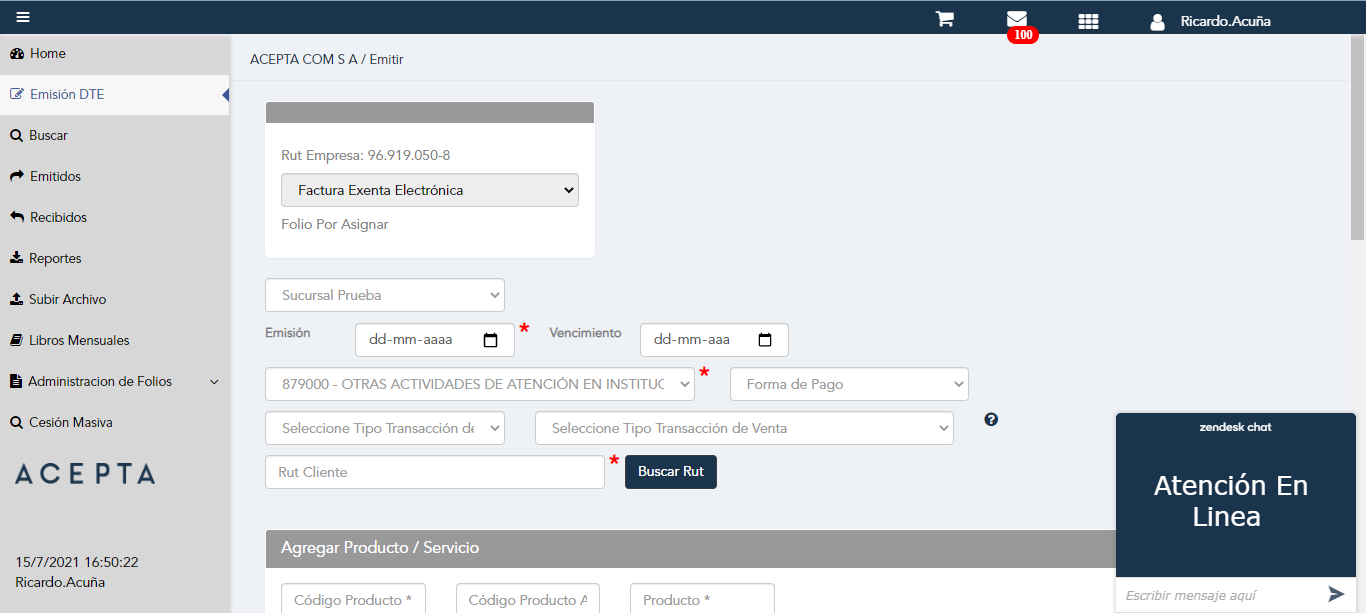 Ricardo.Acuña
100
Home
ACEPTA COM S A / Emitir
Emisión DTE
Buscar
Emitidos
Recibidos
Reportes
Subir Archivo
Libros Mensuales
Administracion de Folios
Cesión Masiva
ACEPTA
15/7/2021 16:50:22
Ricardo.Acuña
Rut Empresa: 96.919.050-8
Factura Exenta Electrónica
Folio Por Asignar
Sucursal Prueba
Emisión dd-mm-aaaa * Vencimiento dd-mm-aaa
879000 - OTRAS ACTIVIDADES DE ATENCIÓN EN INSTITUC * Forma de Pago
Seleccione Tipo Transacción de Seleccione Tipo Transacción de Venta ?
Rut Cliente * Buscar Rut
Agregar Producto / Servicio
Código Producto * Código Producto A Producto *
zendesk chat
Atención En
Linea
Escribir mensaje aquí